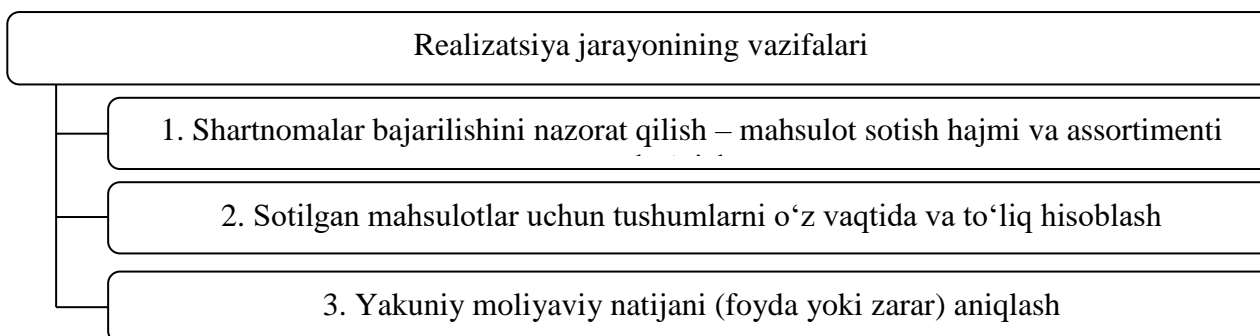 Realizatsiya jarayonining vazifalari
1. Shartnomalar bajarilishini nazorat qilish – mahsulot sotish hajmi va assortimenti
2. Sotilgan mahsulotlar uchun tushumlarni o‘z vaqtida va to‘liq hisoblash
3. Yakuniy moliyaviy natijani (foyda yoki zarar) aniqlash